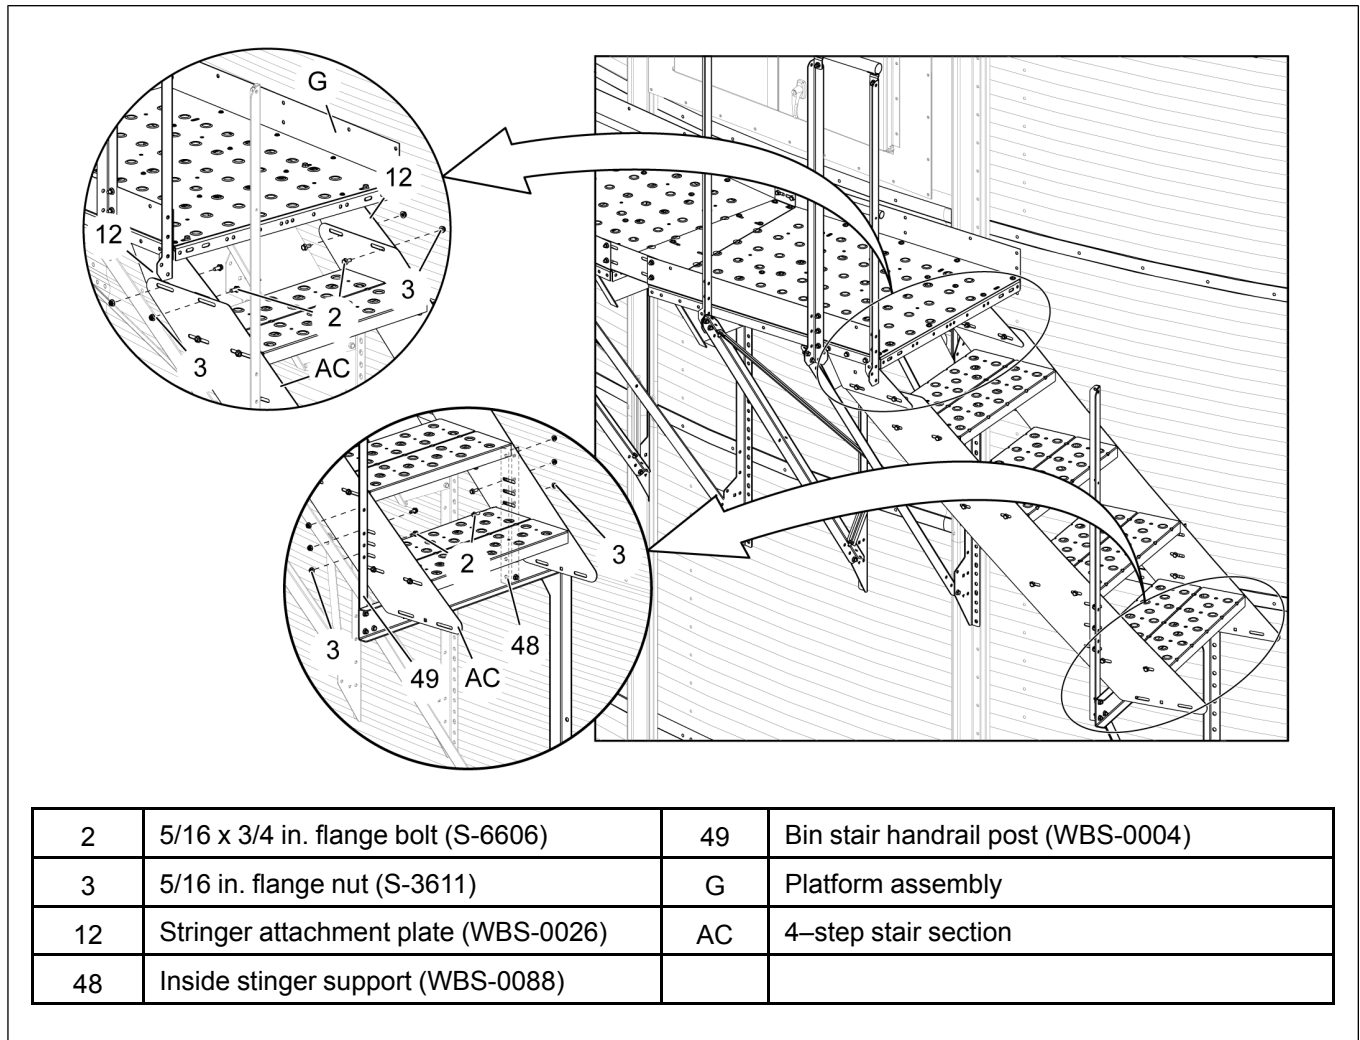 G
12
12
3
2
3
AC
3
2
48
3
49 AC
2 5/16 x 3/4 in. flange bolt (S-6606) 49 Bin stair handrail post (WBS-0004)
3 5/16 in. flange nut (S-3611) G Platform assembly
12 Stringer attachment plate (WBS-0026) AC 4–step stair section
48 Inside stinger support (WBS-0088)